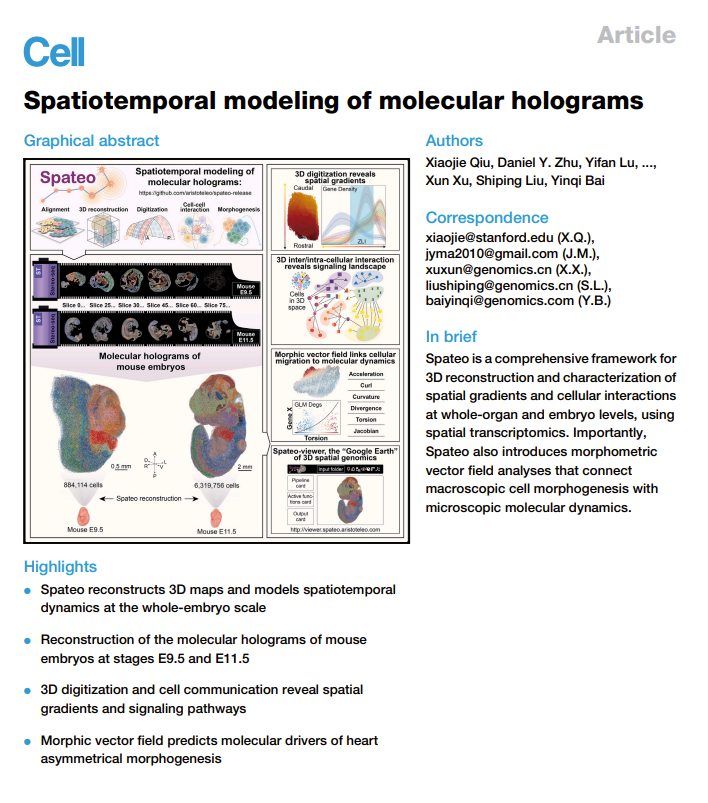 Article
Cell
Spatiotemporal modeling of molecular holograms
Graphical abstract
Spateo
Spatiotemporal modeling of
molecular holograms:
https://github.com/aristoteleo/spateo-release
Alignment
3D reconstruction
Digitization
Cell-cell
interaction
Morphogenesis
A
P
ST
Stereo-seq
Mouse
E9.5
Slice 0...
Slice 25...
Slice 30...
Slice 45...
Slice 60...
Slice 75...
ST
Stereo-seq
Mouse
E11.5
Molecular holograms of
mouse embryos
0.5 mm
2 mm
884,114 cells
6,319,756 cells
Spateo reconstruction
Mouse E9.5
Mouse E11.5
3D digitization reveals
spatial gradients
Caudal
Rostral
Gene Density
ZLI
3D inter/intra-cellular interaction
reveals signaling landscape
Cells
in 3D
space
Morphic vector field links cellular
migration to molecular dynamics
Acceleration
Curl
Curvature
Divergence
Torsion
Jacobian
GLM Degs
Gene X
Torsion
Spateo-viewer, the "Google Earth"
of 3D spatial genomics
Input folder
Pipeline
card
Active func-
tions card
Output
card
http://viewer.spateo.aristoteleo.com
Authors
Xiaojie Qiu, Daniel Y. Zhu, Yifan Lu, ...,
Xun Xu, Shiping Liu, Yinqi Bai
Correspondence
xiaojie@stanford.edu (X.Q.),
jyma2010@gmail.com (J.M.),
xuxun@genomics.cn (X.X.),
liushiping@genomics.cn (S.L.),
baiyinqi@genomics.com (Y.B.)
In brief
Spateo is a comprehensive framework for
3D reconstruction and characterization of
spatial gradients and cellular interactions
at whole-organ and embryo levels, using
spatial transcriptomics. Importantly,
Spateo also introduces morphometric
vector field analyses that connect
macroscopic cell morphogenesis with
microscopic molecular dynamics.
Highlights
Spateo reconstructs 3D maps and models spatiotemporal
dynamics at the whole-embryo scale
Reconstruction of the molecular holograms of mouse
embryos at stages E9.5 and E11.5
3D digitization and cell communication reveal spatial
gradients and signaling pathways
Morphic vector field predicts molecular drivers of heart
asymmetrical morphogenesis